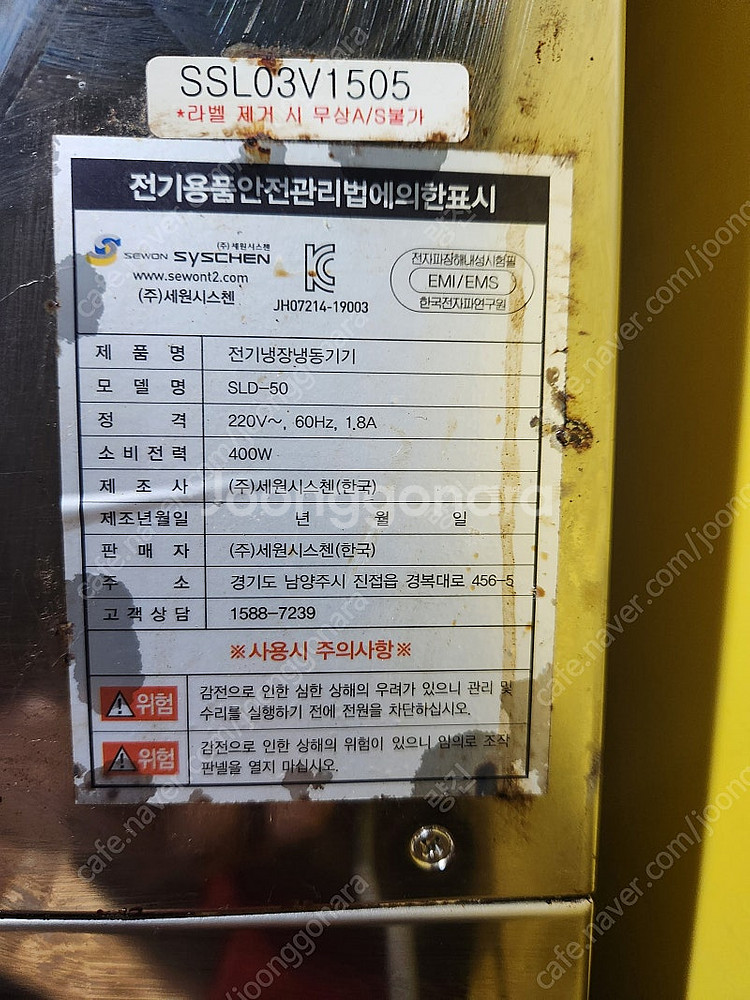 SSL03V1505
*라벨 제거 시 무상A/S불가
전기용품안전관리법에의한표시
(주)세원시스첸
SEWON SYSCHEN
www.sewont2.com
(주)세원시스첸
JH07214-19003
전자파장해내성시험필
EMI/EMS
한국전자파연구원
제품명 전기냉장냉동기기
모델명 SLD-50
정격 220V~, 60Hz, 1.8A
소비전력 400W
제조사 (주)세원시스첸(한국)
제조년월일 년 월 일
판매자 (주)세원시스첸(한국)
주소 경기도 남양주시 진접읍 경복대로 456-5
고객상담 1588-7239
※사용시 주의사항※
위험 감전으로 인한 심한 상해의 우려가 있으니 관리 및
수리를 실행하기 전에 전원을 차단하십시오.
위험 감전으로 인한 상해의 위험이 있으니 임의로 조작
판넬을 열지 마십시오.
Joonggonara
cafe.naver.com/joonggonara